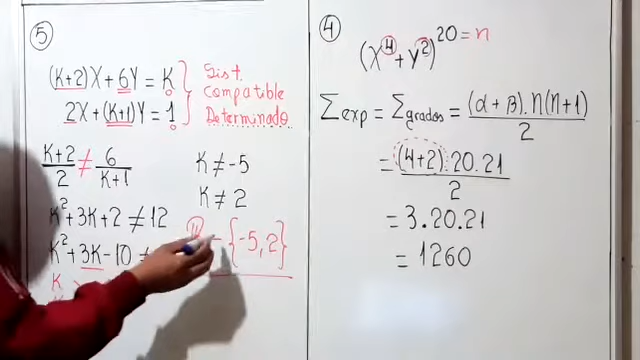 5
(K+2)X + 6Y = K
2X + (K+1)Y = 1
Sist.
Compatible
Determinado
K+2/2 ≠ 6/K+1
K² + 3K + 2 ≠ 12
K² + 3K - 10 ≠
K
K ≠ -5
K ≠ 2
- {-5, 2}
4
(X⁴ + Y²)²⁰ = n
Σexp = Σgrados = (α + β).n(n+1)/2
= (4+2).20.21/2
= 3.20.21
= 1260